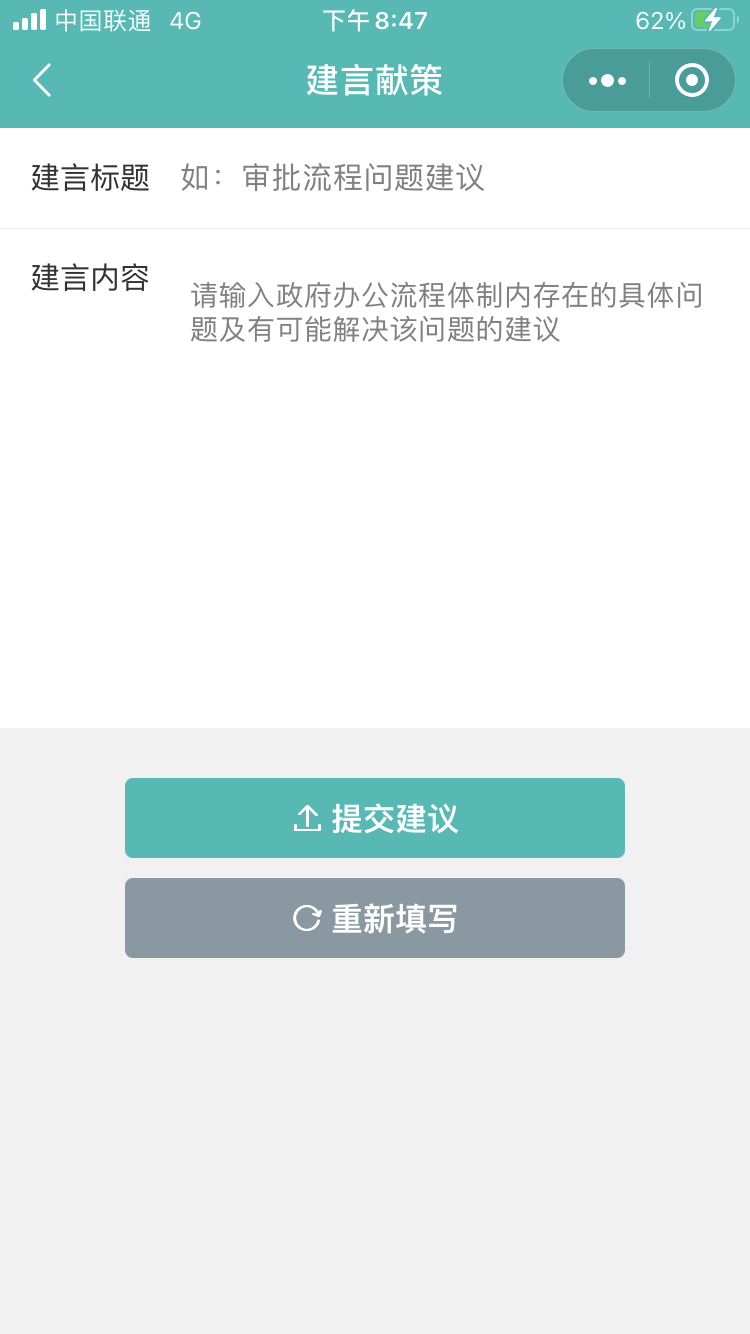 中国联通 4G 下午8:47 62%
建言献策
建言标题 如：审批流程问题建议
建言内容
请输入政府办公流程体制内存在的具体问
题及有可能解决该问题的建议
提交建议
重新填写